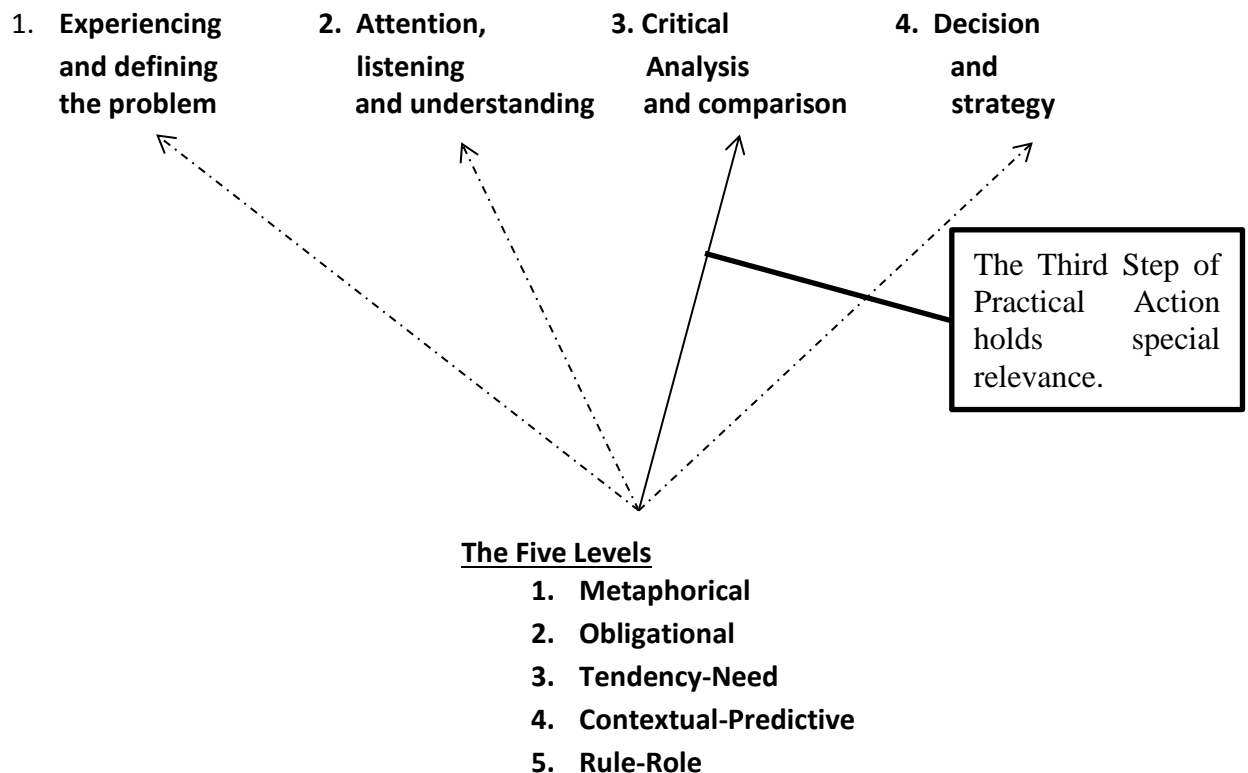 1. Experiencing
and defining
the problem
2. Attention,
listening
and understanding
3. Critical
Analysis
and comparison
4. Decision
and
strategy
The Third Step of
Practical Action
holds special
relevance.
The Five Levels
1. Metaphorical
2. Obligational
3. Tendency-Need
4. Contextual-Predictive
5. Rule-Role